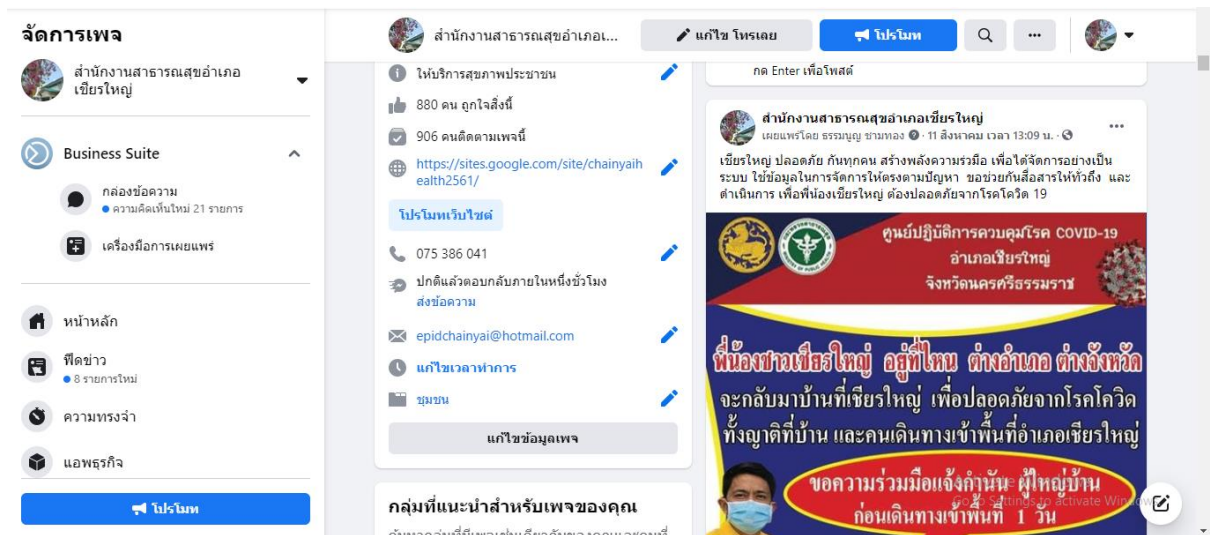 จัดการเพจ
สำนักงานสาธารณสุขอำเภอ
เชียรใหญ่
Business Suite
กล่องข้อความ
ความคิดเห็นใหม่ 21 รายการ
เครื่องมือการเผยแพร่
หน้าหลัก
ฟีดข่าว
8 รายการใหม่
ความทรงจำ
แอพธุรกิจ
โปรโมท
สำนักงานสาธารณสุขอำเภอเ...
แก้ไข โทรเลย
โปรโมท
ให้บริการสุขภาพประชาชน
880 คน ถูกใจสิ่งนี้
906 คนติดตามเพจนี้
https://sites.google.com/site/chainyaih
ealth2561/
โปรโมทเว็บไซต์
075 386 041
ปกติแล้วตอบกลับภายในหนึ่งชั่วโมง
ส่งข้อความ
epidchainyai@hotmail.com
แก้ไขเวลาทำการ
ชุมชน
แก้ไขข้อมูลเพจ
กลุ่มที่แนะนำสำหรับเพจของคุณ
กด Enter เพื่อโพสต์
สำนักงานสาธารณสุขอำเภอเชียรใหญ่
เผยแพร่โดย ธรรมนูญ ชามทอง · 11 สิงหาคม เวลา 13:09 น. ·
เชียรใหญ่ ปลอดภัย กันทุกคน สร้างพลังความร่วมมือ เพื่อได้จัดการอย่างเป็น
ระบบ ใช้ข้อมูลในการจัดการให้ตรงตามปัญหา ขอช่วยกันสื่อสารให้ทั่วถึง และ
ดำเนินการ เพื่อพี่น้องเชียรใหญ่ ต้องปลอดภัยจากโรคโควิด 19
ศูนย์ปฏิบัติการควบคุมโรค COVID-19
อำเภอเชียรใหญ่
จังหวัดนครศรีธรรมราช
พี่น้องชาวเชียรใหญ่ อยู่ที่ไหน ต่างอำเภอ ต่างจังหวัด
จะกลับมาบ้านที่เชียรใหญ่ เพื่อปลอดภัยจากโรคโควิด
ทั้งญาติที่บ้าน และคนเดินทางเข้าพื้นที่อำเภอเชียรใหญ่
ขอความร่วมมือแจ้งกำนัน ผู้ใหญ่บ้าน
ก่อนเดินทางเข้าพื้นที่ 1 วัน
Go to Settings to activate Windows